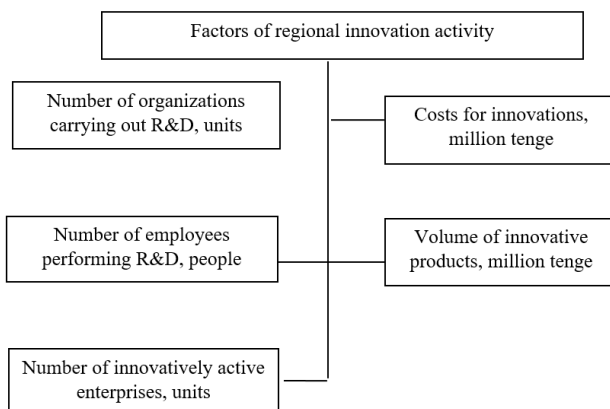 Factors of regional innovation activity
Number of organizations
carrying out R&D, units
Costs for innovations,
million tenge
Number of employees
performing R&D, people
Volume of innovative
products, million tenge
Number of innovatively active
enterprises, units